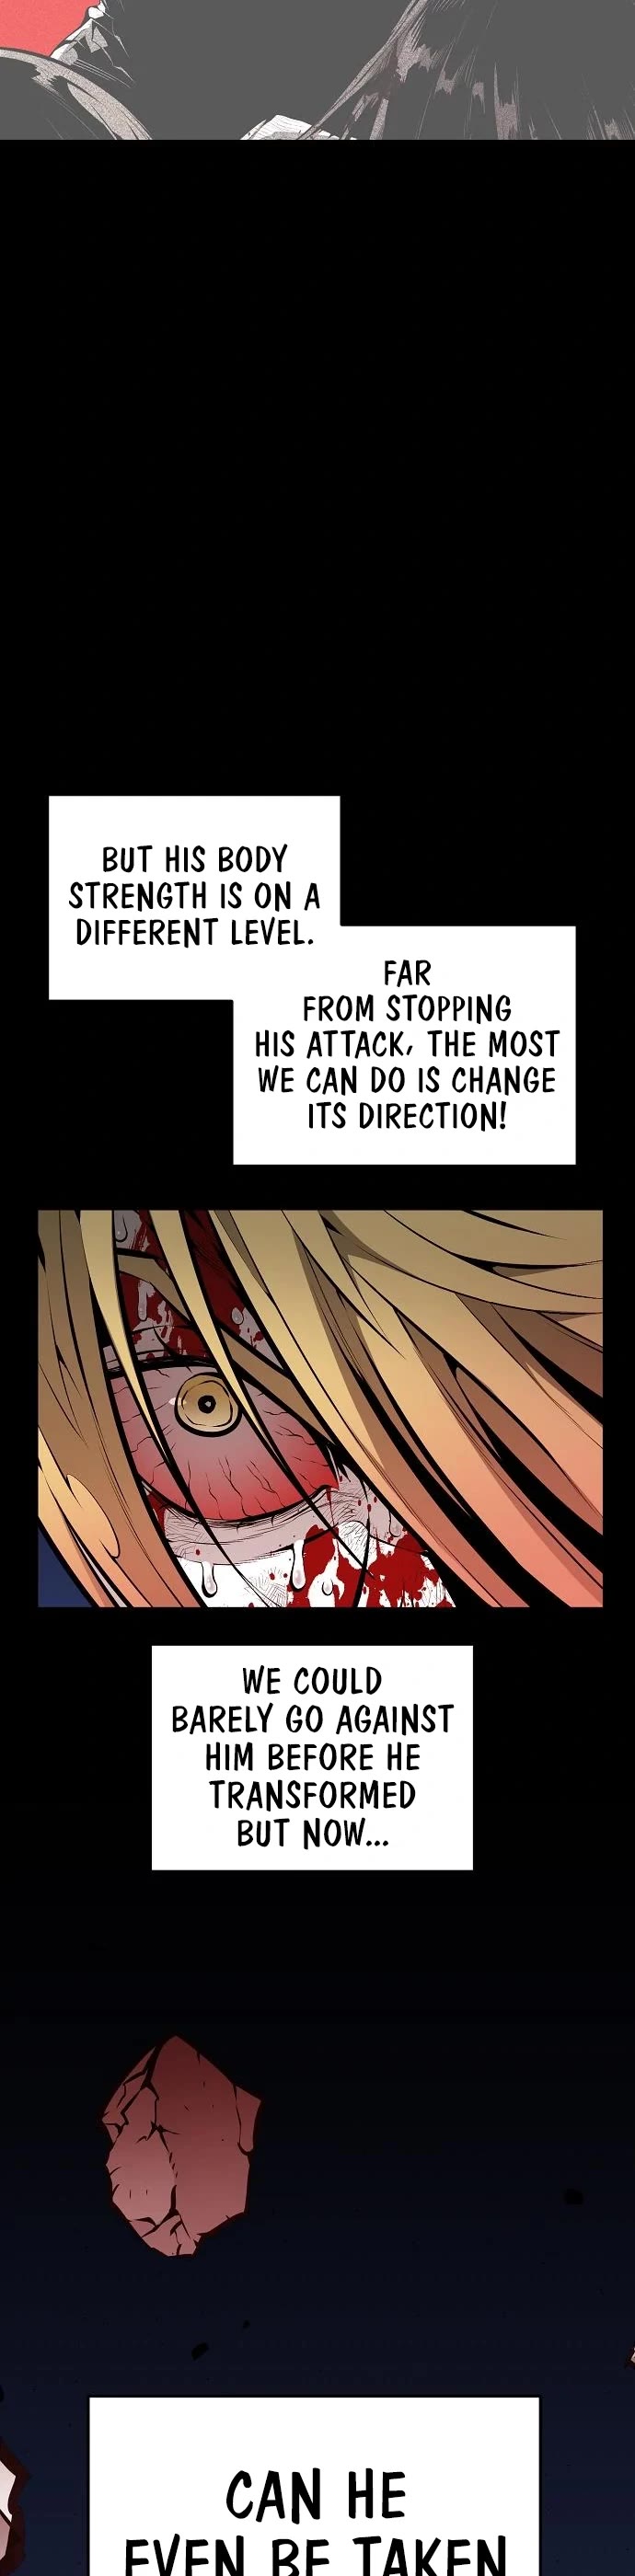 BUT HIS BODY
STRENGTH IS ON A
DIFFERENT LEVEL.
FAR
FROM STOPPING
HIS ATTACK, THE MOST
WE CAN DO IS CHANGE
ITS DIRECTION!
WE COULD
BARELY GO AGAINST
HIM BEFORE HE
TRANSFORMED
BUT NOW...
CAN HE
EVEN BE TAKEN